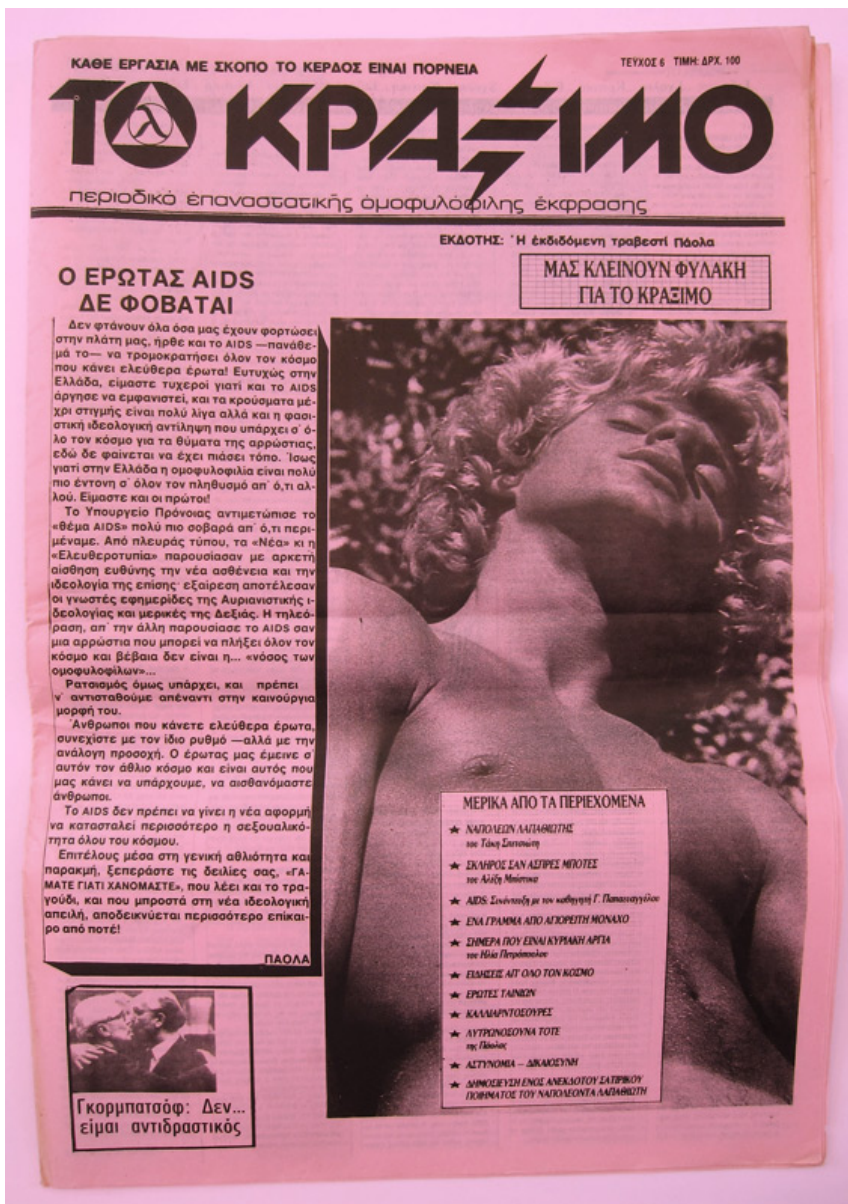 ΚΑΘΕ ΕΡΓΑΣΙΑ ΜΕ ΣΚΟΠΟ ΤΟ ΚΕΡΔΟΣ ΕΙΝΑΙ ΠΟΡΝΕΙΑ
ΤΕΥΧΟΣ 6 ΤΙΜΗ: ΔΡΧ. 100
ΤΟ ΚΡΑΞΙΜΟ
περιοδικό ἐπαναστατικῆς ὁμοφυλόφιλης ἔκφρασης
ΕΚΔΟΤΗΣ: Ἡ ἐκδιδόμενη τραβεστί Πάολα
ΜΑΣ ΚΛΕΙΝΟΥΝ ΦΥΛΑΚΗ
ΓΙΑ ΤΟ ΚΡΑΞΙΜΟ
Ο ΕΡΩΤΑΣ AIDS
ΔΕ ΦΟΒΑΤΑΙ
Δεν φτάνουν όλα όσα μας έχουν φορτώσει
στην πλάτη μας, ήρθε και το AIDS —πανάθε-
μά το— να τρομοκρατήσει όλον τον κόσμο
που κάνει ελεύθερα έρωτα! Ευτυχώς στην
Ελλάδα, είμαστε τυχεροί γιατί και το AIDS
άργησε να εμφανιστεί, και τα κρούσματα μέ-
χρι στιγμής είναι πολύ λίγα αλλά και η φασι-
στική ιδεολογική αντίληψη που υπάρχει σ' ό-
λο τον κόσμο για τα θύματα της αρρώστιας,
εδώ δε φαίνεται να έχει πιάσει τόπο. Ίσως
γιατί στην Ελλάδα η ομοφυλοφιλία είναι πολύ
πιο έντονη σ' όλον τον πληθυσμό απ' ό,τι αλ-
λού. Είμαστε και οι πρώτοι!
Το Υπουργείο Πρόνοιας αντιμετώπισε το
«θέμα AIDS» πολύ πιο σοβαρά απ' ό,τι περι-
μέναμε. Από πλευράς τύπου, τα «Νέα» κι η
«Ελευθεροτυπία» παρουσίασαν με αρκετή
αίσθηση ευθύνης την νέα ασθένεια και την
ιδεολογία της επίσης· εξαίρεση αποτέλεσαν
οι γνωστές εφημερίδες της Αυριανιστικής ι-
δεολογίας και μερικές της Δεξιάς. Η τηλεό-
ραση, απ' την άλλη παρουσίασε το AIDS σαν
μια αρρώστια που μπορεί να πλήξει όλον τον
κόσμο και βέβαια δεν είναι η... «νόσος των
ομοφυλοφίλων»...
Ρατσισμός όμως υπάρχει, και πρέπει
ν' αντισταθούμε απέναντι στην καινούργια
μορφή του.
Άνθρωποι που κάνετε ελεύθερα έρωτα,
συνεχίστε με τον ίδιο ρυθμό —αλλά με την
ανάλογη προσοχή. Ο έρωτας μας έμεινε σ'
αυτόν τον άθλιο κόσμο και είναι αυτός που
μας κάνει να υπάρχουμε, να αισθανόμαστε
άνθρωποι.
Το AIDS δεν πρέπει να γίνει η νέα αφορμή
να κατασταλεί περισσότερο η σεξουαλικό-
τητα όλου του κόσμου.
Επιτέλους μέσα στη γενική αθλιότητα και
παρακμή, ξεπεράστε τις δειλίες σας, «ΓΑ-
ΜΑΤΕ ΓΙΑΤΙ ΧΑΝΟΜΑΣΤΕ», που λέει και το τρα-
γούδι, και που μπροστά στη νέα ιδεολογική
απειλή, αποδεικνύεται περισσότερο επίκαι-
ρο από ποτέ!
ΠΑΟΛΑ
Γκορμπατσόφ: Δεν...
είμαι αντιδραστικός
ΜΕΡΙΚΑ ΑΠΟ ΤΑ ΠΕΡΙΕΧΟΜΕΝΑ
★ ΝΑΠΟΛΕΩΝ ΛΑΠΑΘΙΩΤΗΣ
του Τάκη Σπετσιώτη
★ ΣΚΛΗΡΟΣ ΣΑΝ ΑΣΠΡΕΣ ΜΠΟΤΕΣ
του Αλέξη Μπίστικα
★ AIDS: Συνέντευξη με τον καθηγητή Γ. Παπαευαγγέλου
★ ΕΝΑ ΓΡΑΜΜΑ ΑΠΟ ΑΓΙΟΡΕΙΤΗ ΜΟΝΑΧΟ
★ ΣΗΜΕΡΑ ΠΟΥ ΕΙΝΑΙ ΚΥΡΙΑΚΗ ΑΡΓΙΑ
του Ηλία Πετρόπουλου
★ ΕΙΔΗΣΕΙΣ ΑΠ' ΟΛΟ ΤΟΝ ΚΟΣΜΟ
★ ΕΡΩΤΕΣ ΤΑΙΝΙΩΝ
★ ΚΑΛΛΙΑΡΝΤΟΣΟΥΡΕΣ
★ ΛΥΤΡΩΝΟΣΟΥΝΑ ΤΟΤΕ
της Πάολας
★ ΑΣΤΥΝΟΜΙΑ – ΔΙΚΑΙΟΣΥΝΗ
★ ΔΗΜΟΣΙΕΥΣΗ ΕΝΟΣ ΑΝΕΚΔΟΤΟΥ ΣΑΤΙΡΙΚΟΥ
ΠΟΙΗΜΑΤΟΣ ΤΟΥ ΝΑΠΟΛΕΟΝΤΑ ΛΑΠΑΘΙΩΤΗ